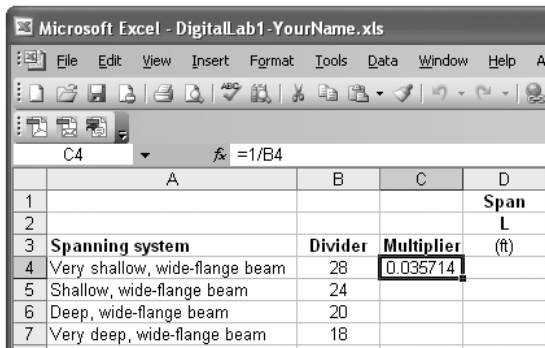 Microsoft Excel - DigitalLab1-YourName.xls
File Edit View Insert Format Tools Data Window Help A
ABC
C4 fx =1/B4
A B C D
1 Span
2 L
3 Spanning system Divider Multiplier (ft)
4 Very shallow, wide-flange beam 28 0.035714
5 Shallow, wide-flange beam 24
6 Deep, wide-flange beam 20
7 Very deep, wide-flange beam 18